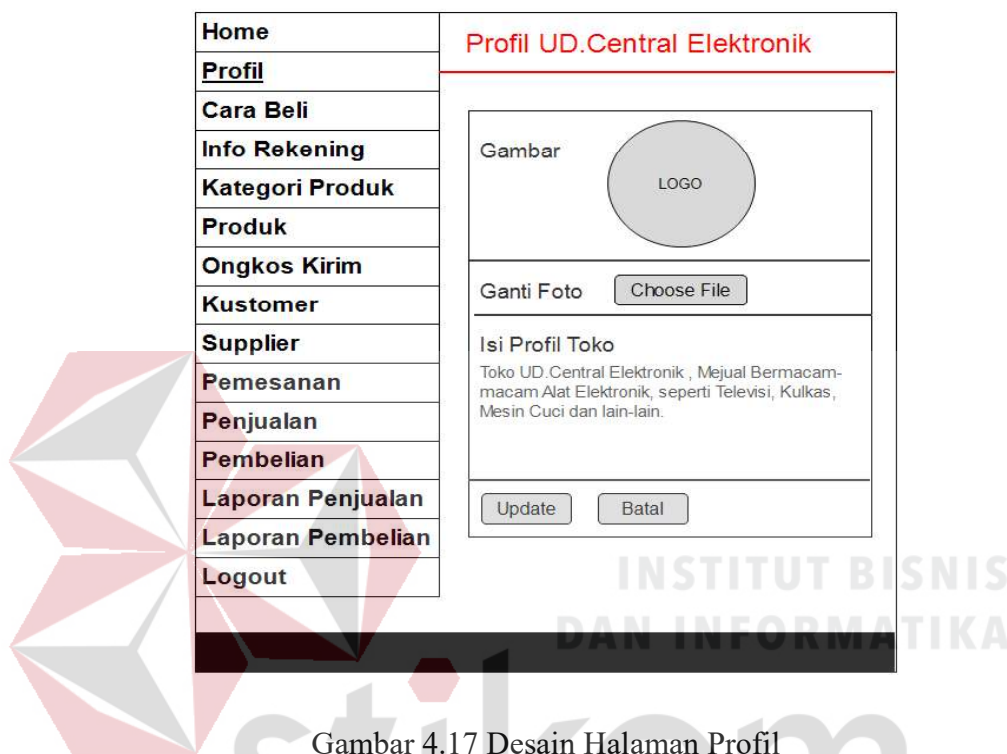 Home
Profil
Cara Beli
Info Rekening
Kategori Produk
Produk
Ongkos Kirim
Kustomer
Supplier
Pemesanan
Penjualan
Pembelian
Laporan Penjualan
Laporan Pembelian
Logout
Profil UD.Central Elektronik
Gambar
LOGO
Ganti Foto
Choose File
Isi Profil Toko
Toko UD.Central Elektronik , Mejual Bermacam-
macam Alat Elektronik, seperti Televisi, Kulkas,
Mesin Cuci dan lain-lain.
Update
Batal
INSTITUT BISNIS
DAN INFORMATIKA
stikom
Gambar 4.17 Desain Halaman Profil